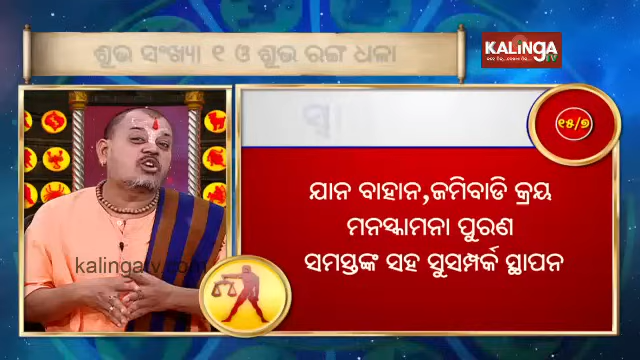 ଶୁଭ ସଂଖ୍ୟା ୧ ଓ ଶୁଭ ରଙ୍ଗ ଧଳା
KALINGA TV
୧୫/୭
ଯାନ ବାହାନ,ଜମିବାଡି କ୍ରୟ
ମନସ୍କାମନା ପୁରଣ
ସମସ୍ତଙ୍କ ସହ ସୁସମ୍ପର୍କ ସ୍ଥାପନ
kalingatv.com